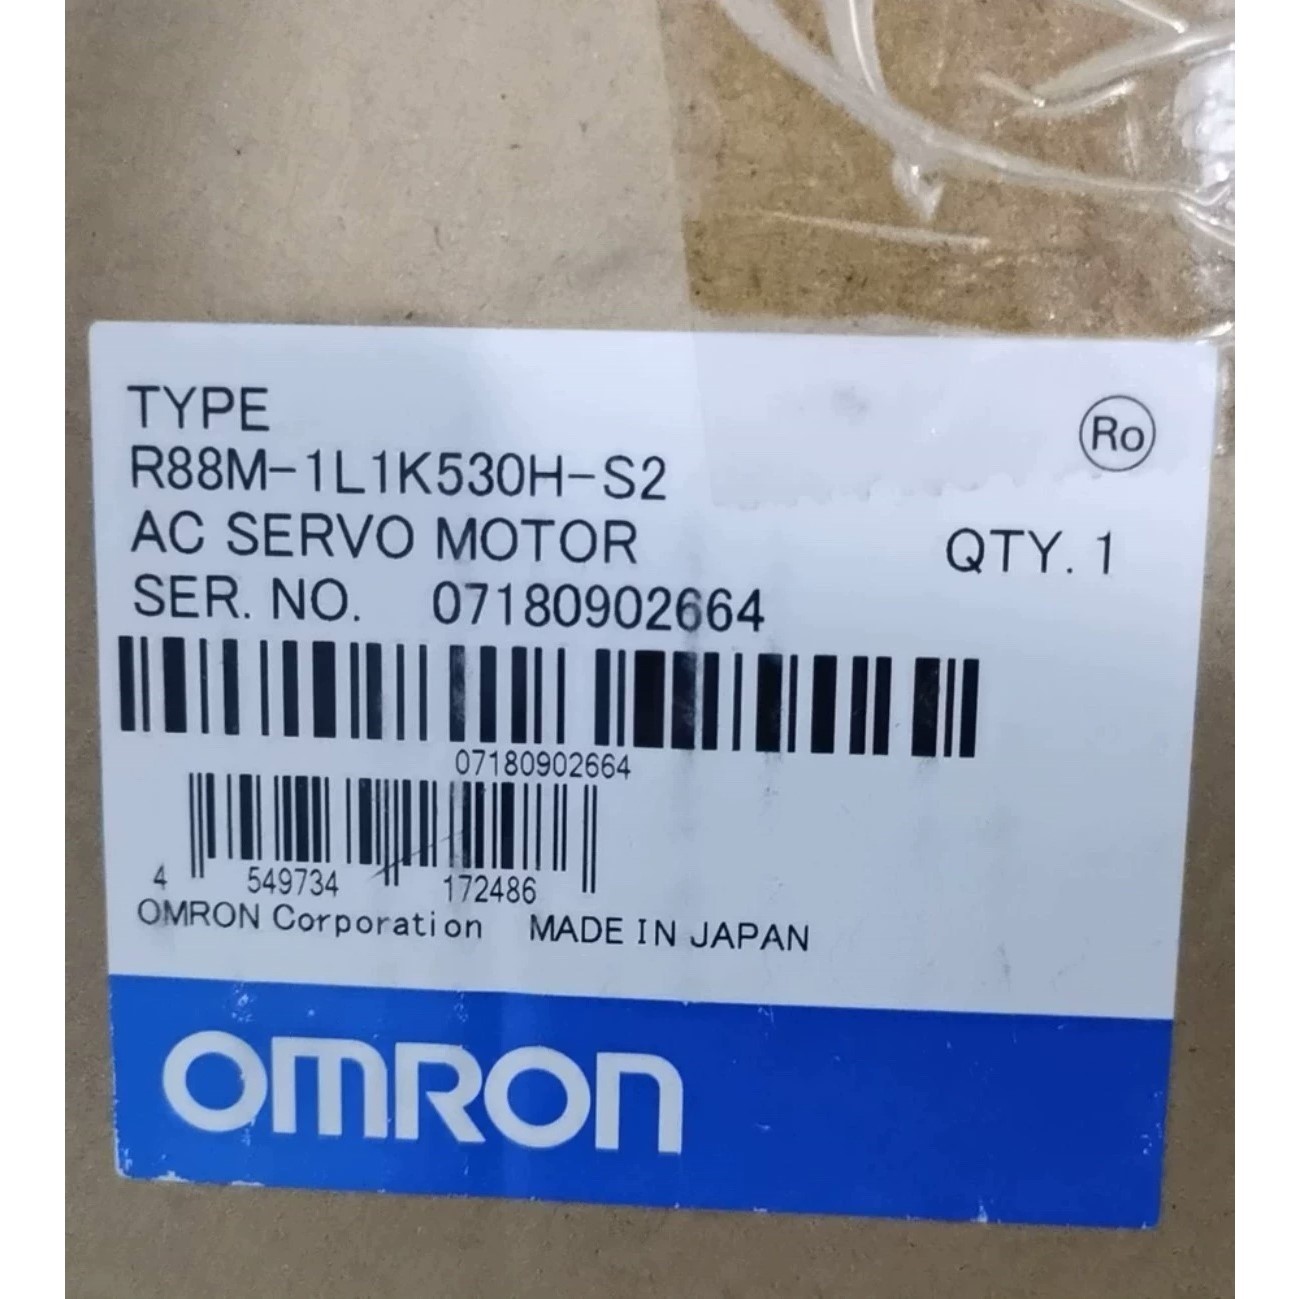 TYPE
Ro
R88M-1L1K530H-S2
AC SERVO MOTOR QTY. 1
SER. NO. 07180902664
07180902664
4 549734 172486
OMRON Corporation MADE IN JAPAN
OMRON